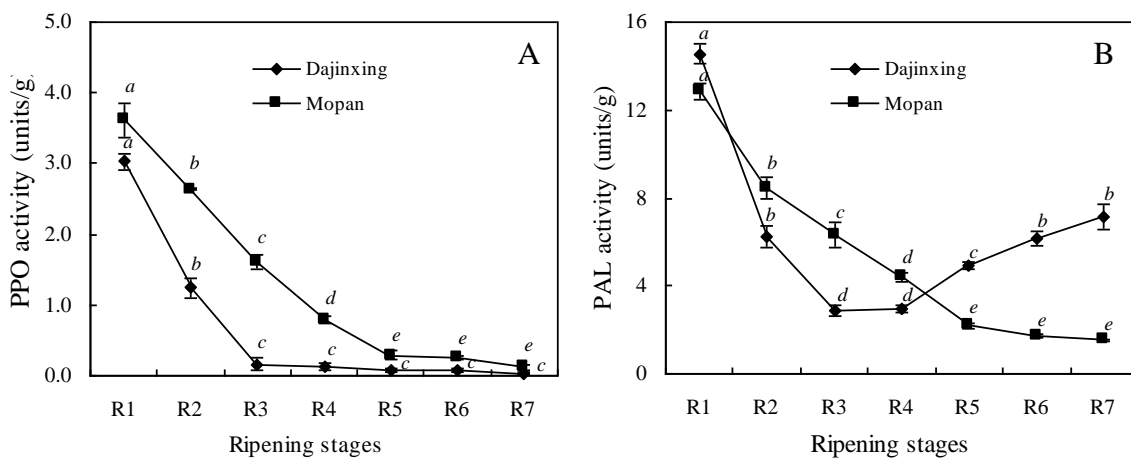 PPO activity (units/g)
5.0
4.0
3.0
2.0
1.0
0.0
A
Dajinxing
Mopan
a
a
b
b
c
c
d
c
e
c
e
c
e
c
R1 R2 R3 R4 R5 R6 R7
Ripening stages
PAL activity (units/g)
16
12
8
4
0
B
Dajinxing
Mopan
a
a
b
b
c
d
d
d
c
e
b
e
b
e
R1 R2 R3 R4 R5 R6 R7
Ripening stages